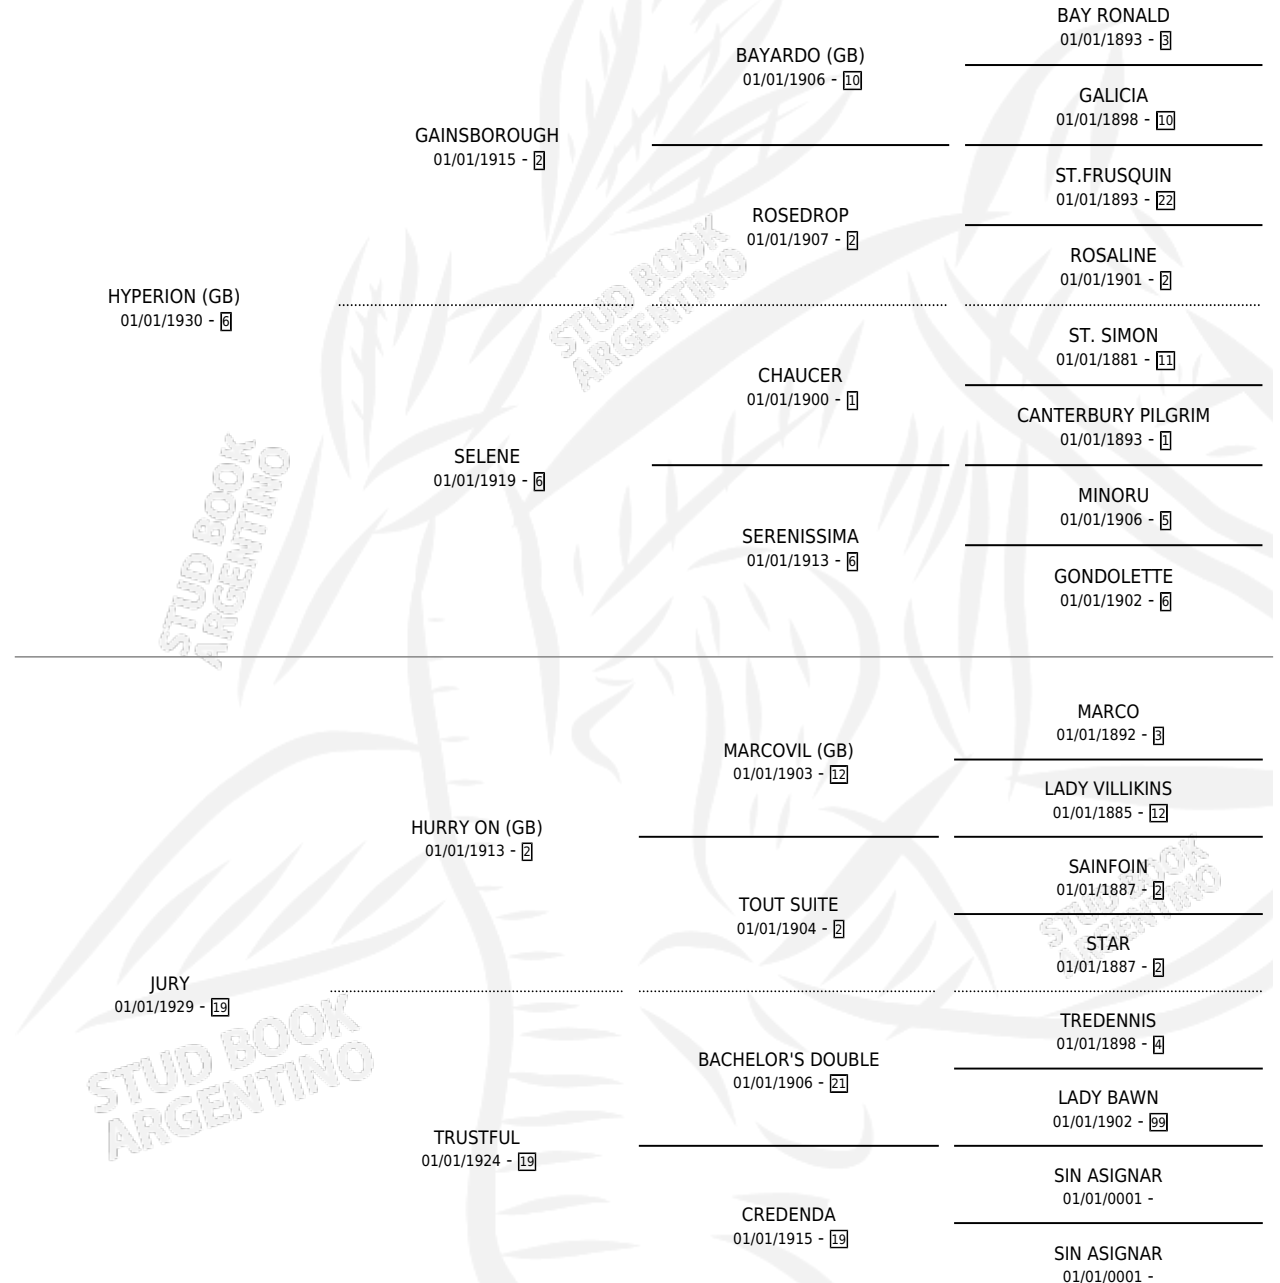 BAY RONALD
01/01/1893 - 3
BAYARDO (GB)
01/01/1906 - 10
GALICIA
01/01/1898 - 10
GAINSBOROUGH
01/01/1915 - 2
ST.FRUSQUIN
01/01/1893 - 22
ROSEDROP
01/01/1907 - 2
ROSALINE
01/01/1901 - 2
HYPERION (GB)
01/01/1930 - 6
STUD BOOK
ARGENTINO
ST. SIMON
01/01/1881 - 11
CHAUCER
01/01/1900 - 1
CANTERBURY PILGRIM
01/01/1893 - 1
SELENE
01/01/1919 - 6
MINORU
01/01/1906 - 5
SERENISSIMA
01/01/1913 - 6
GONDOLETTE
01/01/1902 - 6
STUD BOOK
ARGENTINO
MARCO
01/01/1892 - 3
MARCOVIL (GB)
01/01/1903 - 12
LADY VILLIKINS
01/01/1885 - 12
HURRY ON (GB)
01/01/1913 - 2
SAINFOIN
01/01/1887 - 2
TOUT SUITE
01/01/1904 - 2
STUD BOOK
ARGENTINO
STAR
01/01/1887 - 2
JURY
01/01/1929 - 19
TREDENNIS
01/01/1898 - 4
BACHELOR'S DOUBLE
01/01/1906 - 21
STUD BOOK
ARGENTINO
LADY BAWN
01/01/1902 - 99
TRUSTFUL
01/01/1924 - 19
SIN ASIGNAR
01/01/0001 -
CREDENDA
01/01/1915 - 19
SIN ASIGNAR
01/01/0001 -